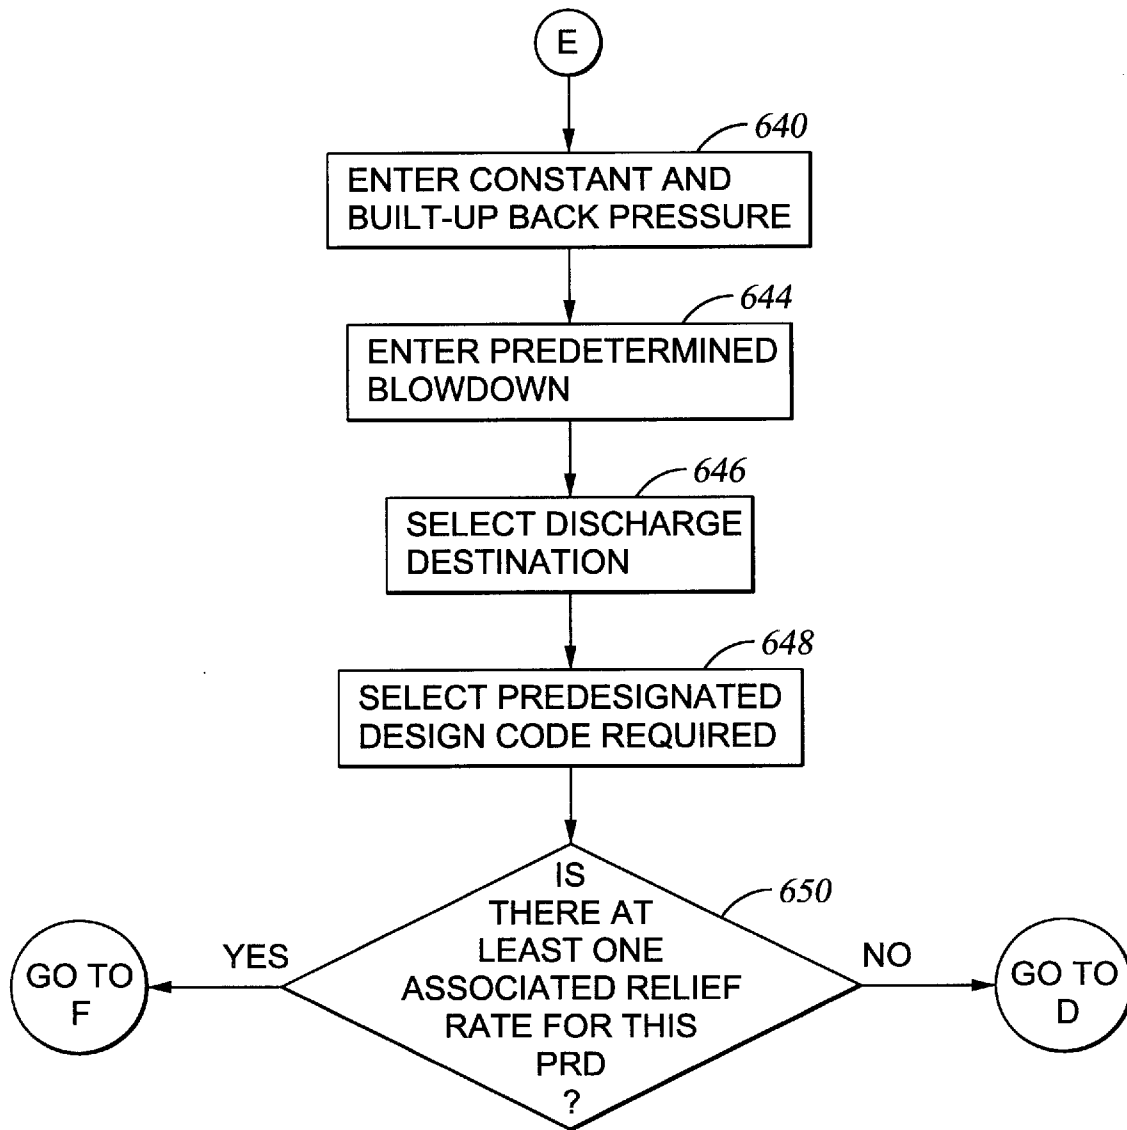 E
640
ENTER CONSTANT AND
BUILT-UP BACK PRESSURE
644
ENTER PREDETERMINED
BLOWDOWN
646
SELECT DISCHARGE
DESTINATION
648
SELECT PREDESIGNATED
DESIGN CODE REQUIRED
650
IS
THERE AT
LEAST ONE
ASSOCIATED RELIEF
RATE FOR THIS
PRD
?
YES
GO TO
F
NO
GO TO
D